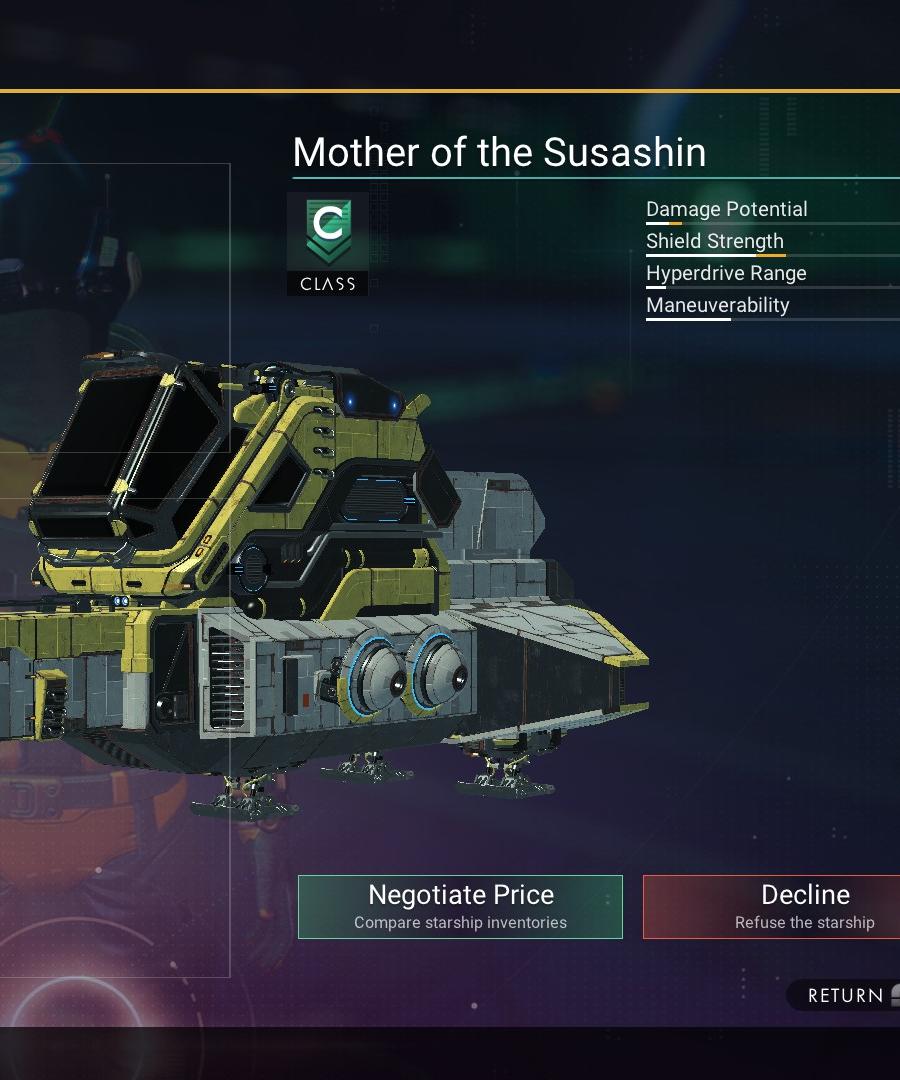 Mother of the Susashin
C
CLASS
Damage Potential
Shield Strength
Hyperdrive Range
Maneuverability
Negotiate Price
Compare starship inventories
Decline
Refuse the starship
RETURN